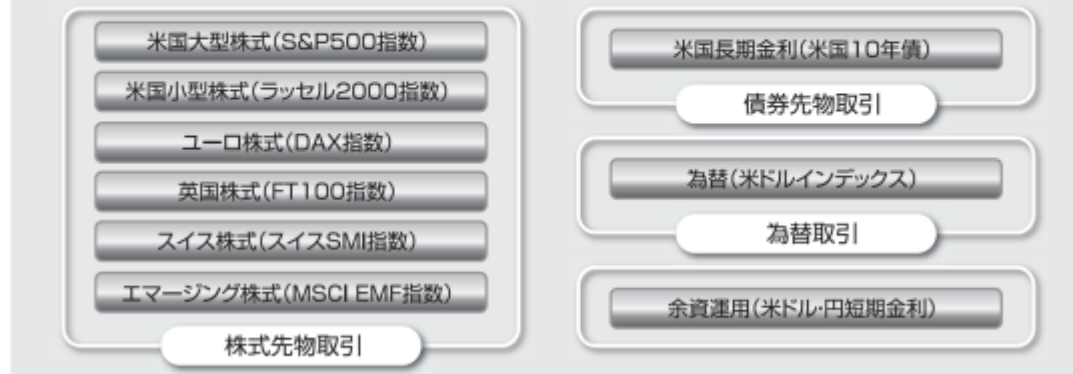 米国大型株式(S&P500指数)
米国小型株式(ラッセル2000指数)
ユーロ株式(DAX指数)
英国株式(FT100指数)
スイス株式(スイスSMI指数)
エマージング株式(MSCI EMF指数)
株式先物取引
米国長期金利(米国10年債)
債券先物取引
為替(米ドルインデックス)
為替取引
余資運用(米ドル・円短期金利)